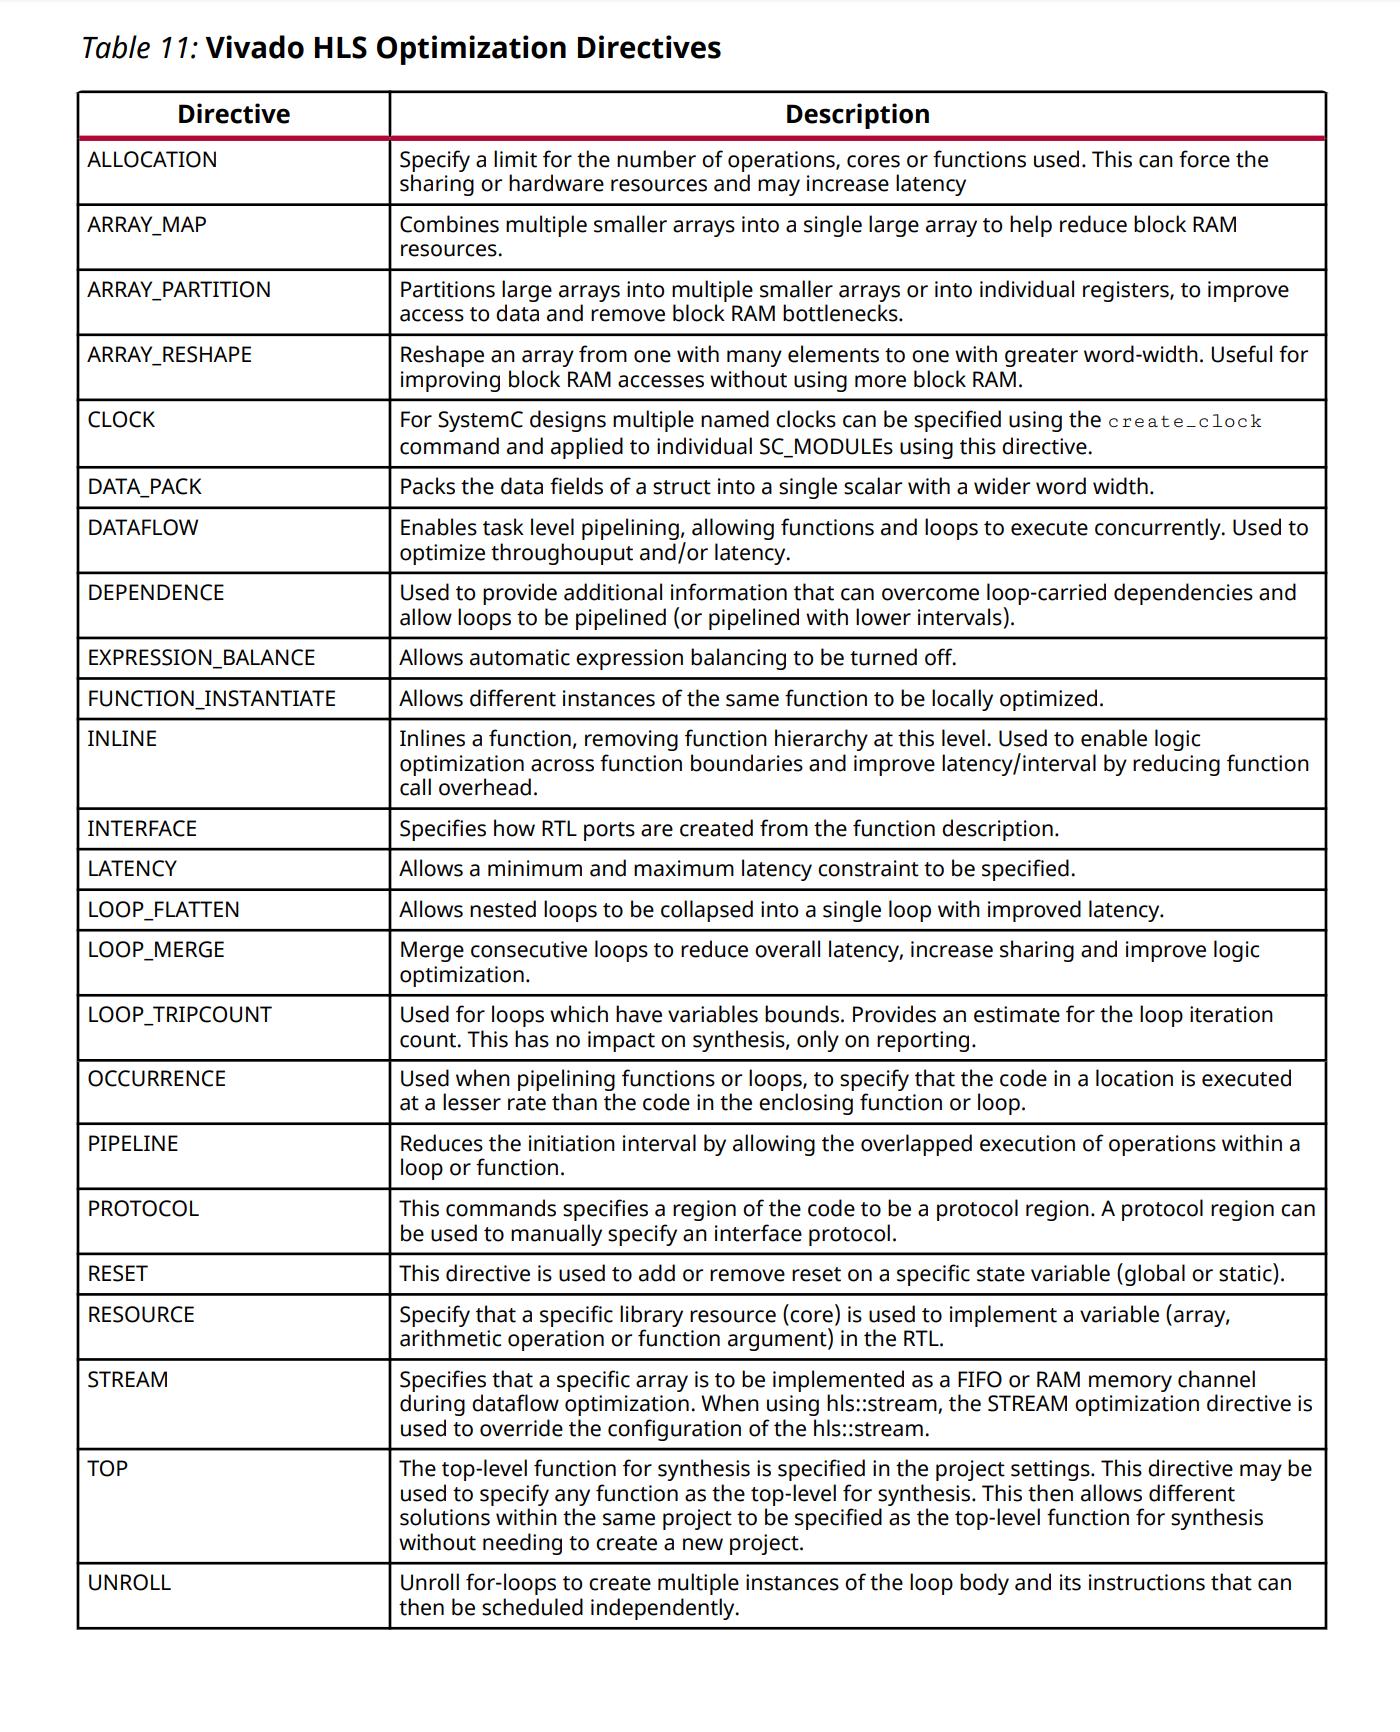 Table 11: Vivado HLS Optimization Directives
Directive Description
ALLOCATION Specify a limit for the number of operations, cores or functions used. This can force the
sharing or hardware resources and may increase latency
ARRAY_MAP Combines multiple smaller arrays into a single large array to help reduce block RAM
resources.
ARRAY_PARTITION Partitions large arrays into multiple smaller arrays or into individual registers, to improve
access to data and remove block RAM bottlenecks.
ARRAY_RESHAPE Reshape an array from one with many elements to one with greater word-width. Useful for
improving block RAM accesses without using more block RAM.
CLOCK For SystemC designs multiple named clocks can be specified using the create_clock
command and applied to individual SC_MODULEs using this directive.
DATA_PACK Packs the data fields of a struct into a single scalar with a wider word width.
DATAFLOW Enables task level pipelining, allowing functions and loops to execute concurrently. Used to
optimize throughouput and/or latency.
DEPENDENCE Used to provide additional information that can overcome loop-carried dependencies and
allow loops to be pipelined (or pipelined with lower intervals).
EXPRESSION_BALANCE Allows automatic expression balancing to be turned off.
FUNCTION_INSTANTIATE Allows different instances of the same function to be locally optimized.
INLINE Inlines a function, removing function hierarchy at this level. Used to enable logic
optimization across function boundaries and improve latency/interval by reducing function
call overhead.
INTERFACE Specifies how RTL ports are created from the function description.
LATENCY Allows a minimum and maximum latency constraint to be specified.
LOOP_FLATTEN Allows nested loops to be collapsed into a single loop with improved latency.
LOOP_MERGE Merge consecutive loops to reduce overall latency, increase sharing and improve logic
optimization.
LOOP_TRIPCOUNT Used for loops which have variables bounds. Provides an estimate for the loop iteration
count. This has no impact on synthesis, only on reporting.
OCCURRENCE Used when pipelining functions or loops, to specify that the code in a location is executed
at a lesser rate than the code in the enclosing function or loop.
PIPELINE Reduces the initiation interval by allowing the overlapped execution of operations within a
loop or function.
PROTOCOL This commands specifies a region of the code to be a protocol region. A protocol region can
be used to manually specify an interface protocol.
RESET This directive is used to add or remove reset on a specific state variable (global or static).
RESOURCE Specify that a specific library resource (core) is used to implement a variable (array,
arithmetic operation or function argument) in the RTL.
STREAM Specifies that a specific array is to be implemented as a FIFO or RAM memory channel
during dataflow optimization. When using hls::stream, the STREAM optimization directive is
used to override the configuration of the hls::stream.
TOP The top-level function for synthesis is specified in the project settings. This directive may be
used to specify any function as the top-level for synthesis. This then allows different
solutions within the same project to be specified as the top-level function for synthesis
without needing to create a new project.
UNROLL Unroll for-loops to create multiple instances of the loop body and its instructions that can
then be scheduled independently.